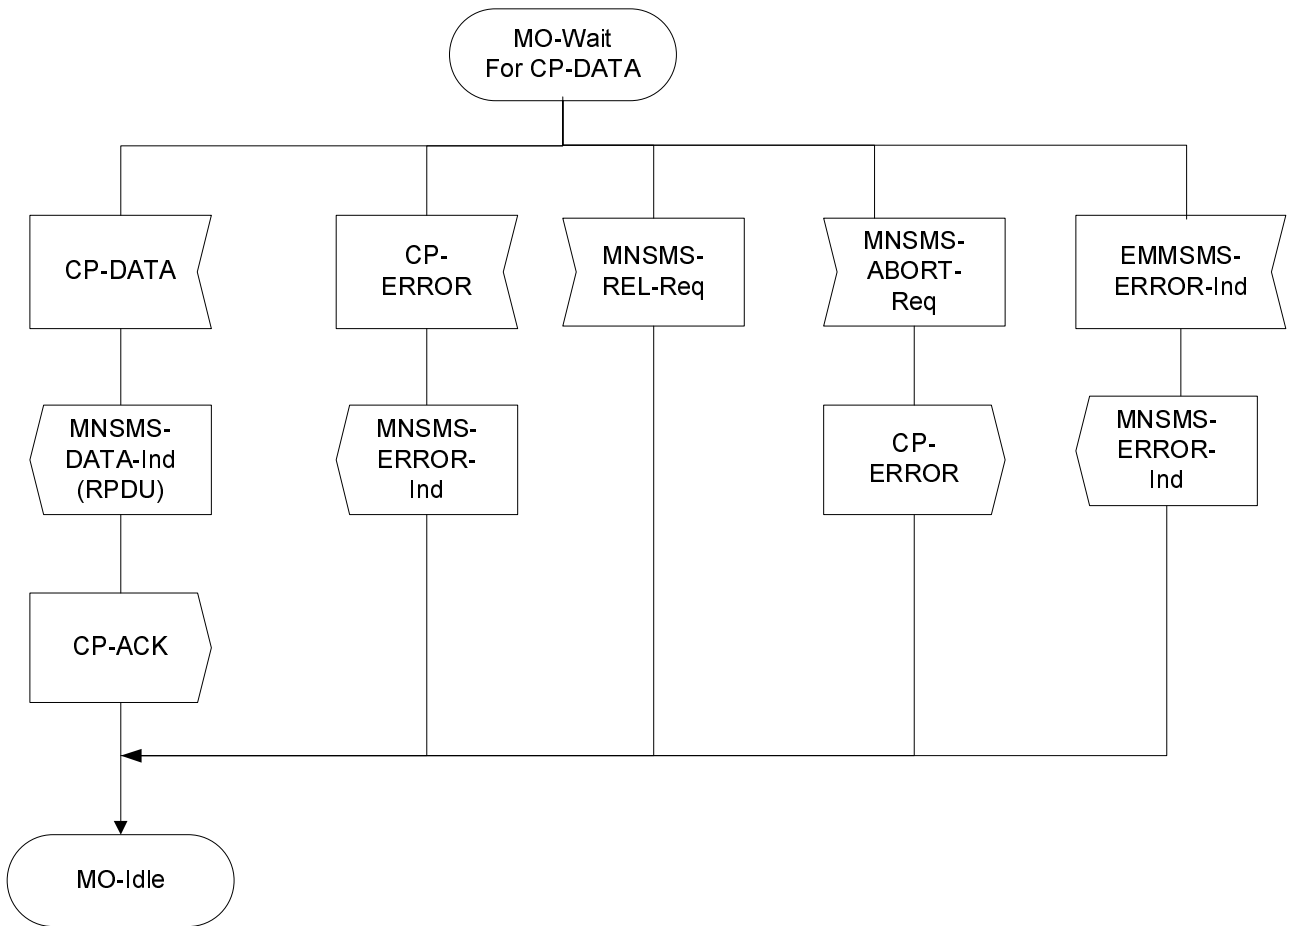 MO-Wait
For CP-DATA
CP-DATA
CP-
ERROR
MNSMS-
REL-Req
MNSMS-
ABORT-
Req
EMMSMS-
ERROR-Ind
MNSMS-
DATA-Ind
(RPDU)
MNSMS-
ERROR-
Ind
CP-
ERROR
MNSMS-
ERROR-
Ind
CP-ACK
MO-Idle